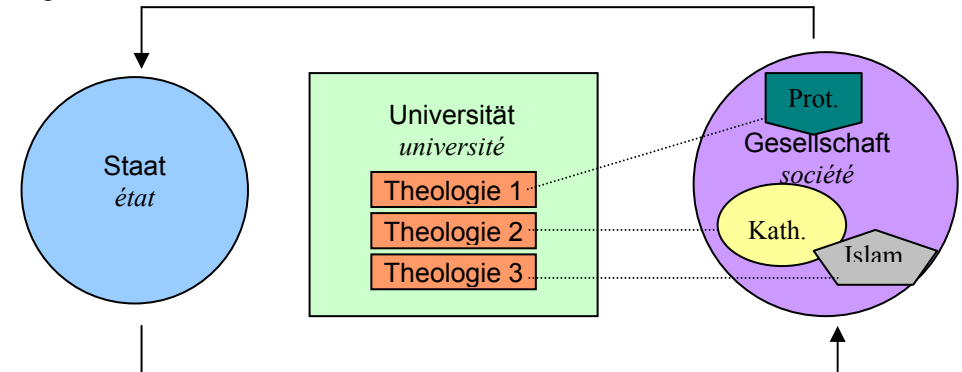 Staat
état
Universität
université
Theologie 1
Theologie 2
Theologie 3
Prot.
Gesellschaft
société
Kath.
Islam